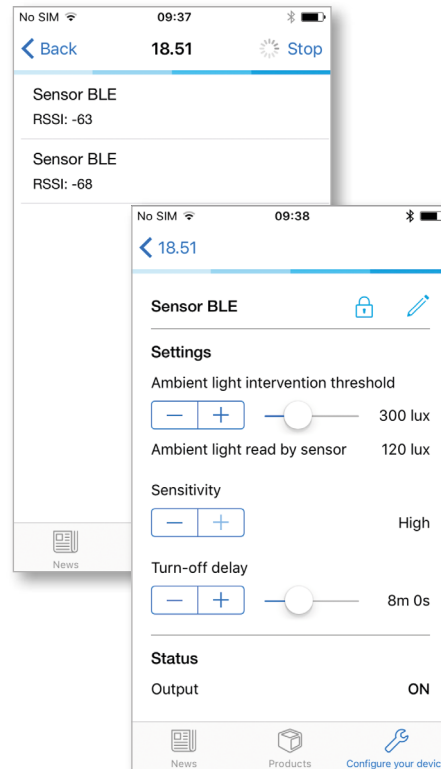 No SIM 09:37
Back 18.51 Stop
Sensor BLE
RSSI: -63
Sensor BLE
RSSI: -68
News
No SIM 09:38
18.51
Sensor BLE
Settings
Ambient light intervention threshold
− + 300 lux
Ambient light read by sensor 120 lux
Sensitivity
− + High
Turn-off delay
− + 8m 0s
Status
Output ON
News Products Configure your devic